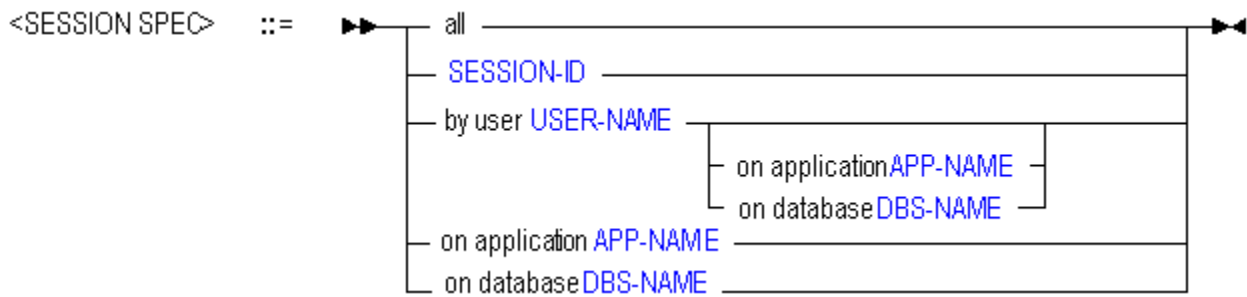 <SESSION SPEC> ::= all
SESSION-ID
by user USER-NAME
on application APP-NAME
on database DBS-NAME
on application APP-NAME
on database DBS-NAME